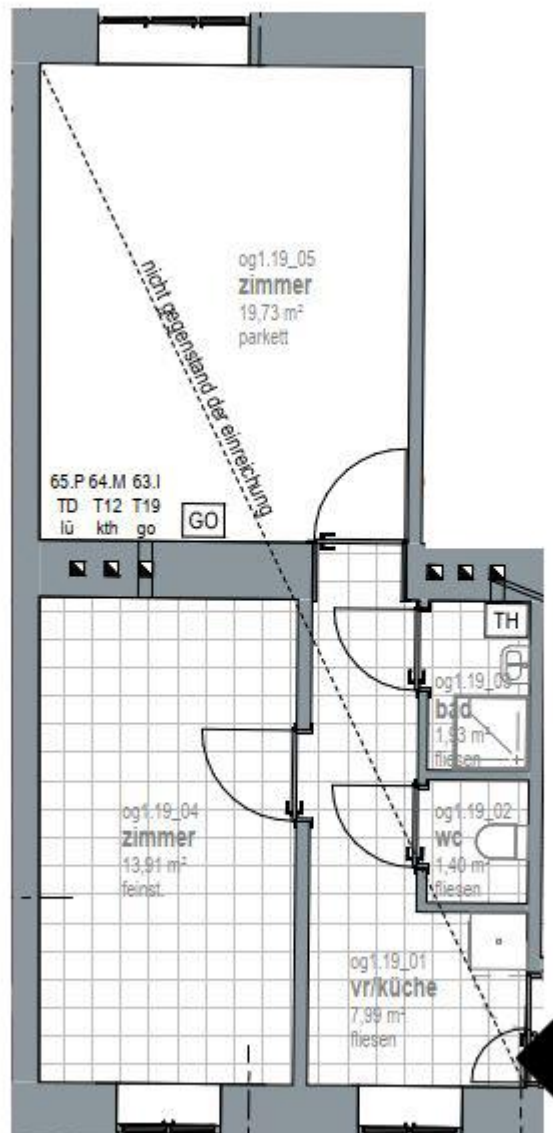 og1.19_05
zimmer
19,73 m²
parkett
nicht gegenstand der einreichung
65.P 64.M 63.I
TD T12 T19
lü kth go
GO
TH
og1.19_03
bad
1,93 m²
fliesen
og1.19_04
zimmer
13,91 m²
feinst.
og1.19_02
wc
1,40 m²
fliesen
og1.19_01
vr/küche
7,99 m²
fliesen